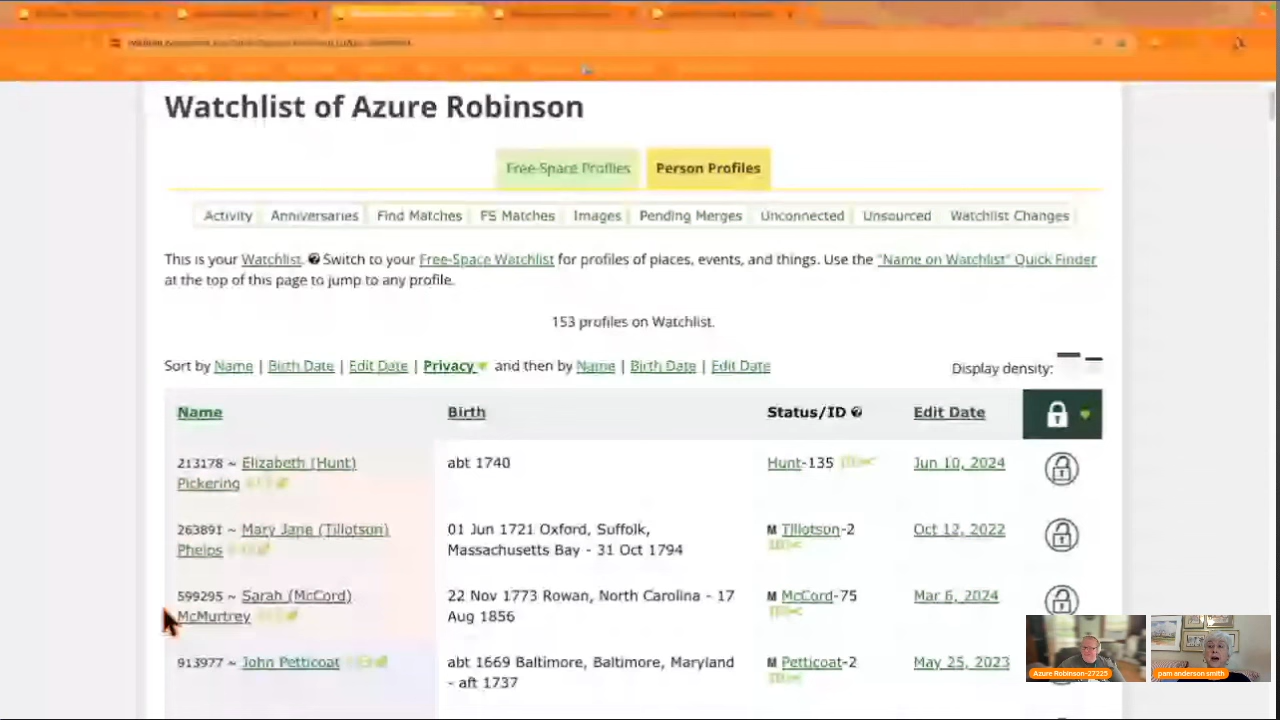 Watchlist of Azure Robinson
Free-Space Profiles Person Profiles
Activity Anniversaries Find Matches FS Matches Images Pending Merges Unconnected Unsourced Watchlist Changes
This is your Watchlist. Switch to your Free-Space Watchlist for profiles of places, events, and things. Use the "Name on Watchlist" Quick Finder
at the top of this page to jump to any profile.
153 profiles on Watchlist.
Sort by Name | Birth Date | Edit Date | Privacy and then by Name | Birth Date | Edit Date Display density:
Name Birth Status/ID Edit Date
213178 ~ Elizabeth (Hunt) abt 1740 Hunt-135 Jun 10, 2024
Pickering
263891 ~ Mary Jane (Tillotson) 01 Jun 1721 Oxford, Suffolk, M Tillotson-2 Oct 12, 2022
Phelps Massachusetts Bay - 31 Oct 1794
599295 ~ Sarah (McCord) 22 Nov 1773 Rowan, North Carolina - 17 M McCord-75 Mar 6, 2024
McMurtrey Aug 1856
913977 ~ John Petticoat abt 1669 Baltimore, Baltimore, Maryland M Petticoat-2 May 25, 2023
- aft 1737
Azure Robinson-27225 pam anderson smith